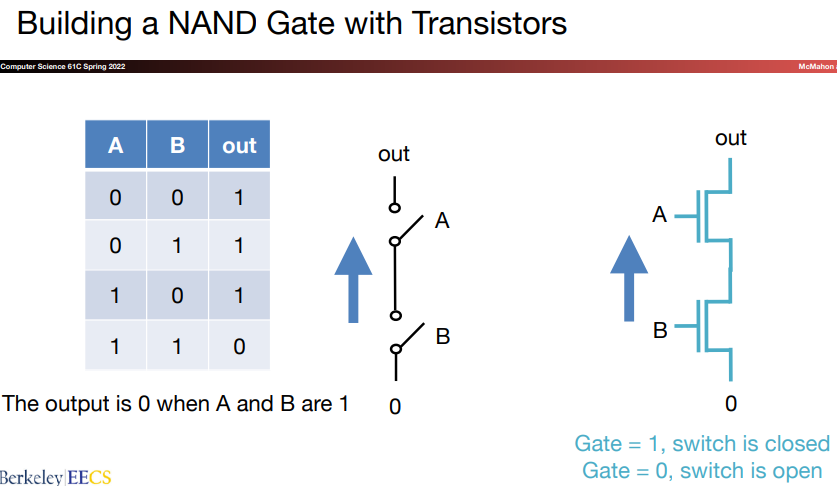 Building a NAND Gate with Transistors
Computer Science 61C Spring 2022
McMahon
A B out
0 0 1
0 1 1
1 0 1
1 1 0
The output is 0 when A and B are 1
out
A
B
0
out
A
B
0
Gate = 1, switch is closed
Gate = 0, switch is open
Berkeley EECS